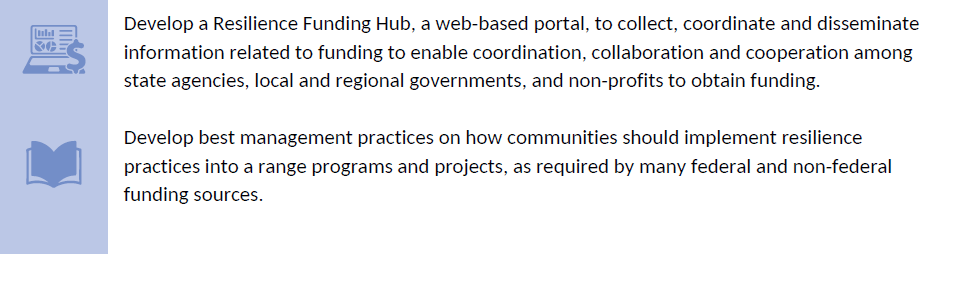 Develop a Resilience Funding Hub, a web-based portal, to collect, coordinate and disseminate
information related to funding to enable coordination, collaboration and cooperation among
state agencies, local and regional governments, and non-profits to obtain funding.
Develop best management practices on how communities should implement resilience
practices into a range programs and projects, as required by many federal and non-federal
funding sources.